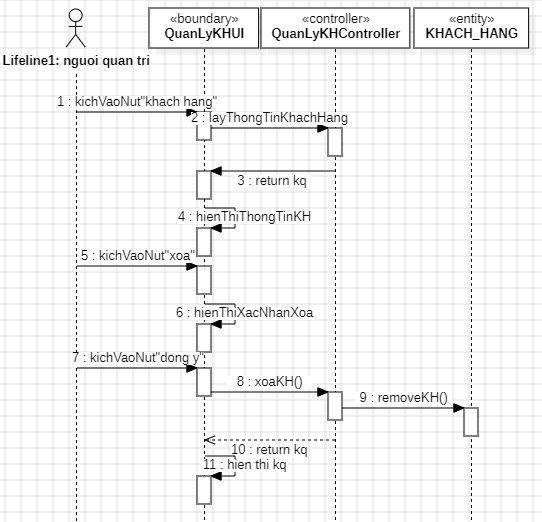 «boundary»
QuanLyKHUI
«controller»
QuanLyKHController
«entity»
KHACH_HANG
Lifeline1: nguoi quan tri
1 : kichVaoNut"khach hang"
2 : layThongTinKhachHang
3 : return kq
4 : hienThiThongTinKH
5 : kichVaoNut"xoa"
6 : hienThiXacNhanXoa
7 : kichVaoNut"dong y"
8 : xoaKH()
9 : removeKH()
10 : return kq
11 : hien thi kq